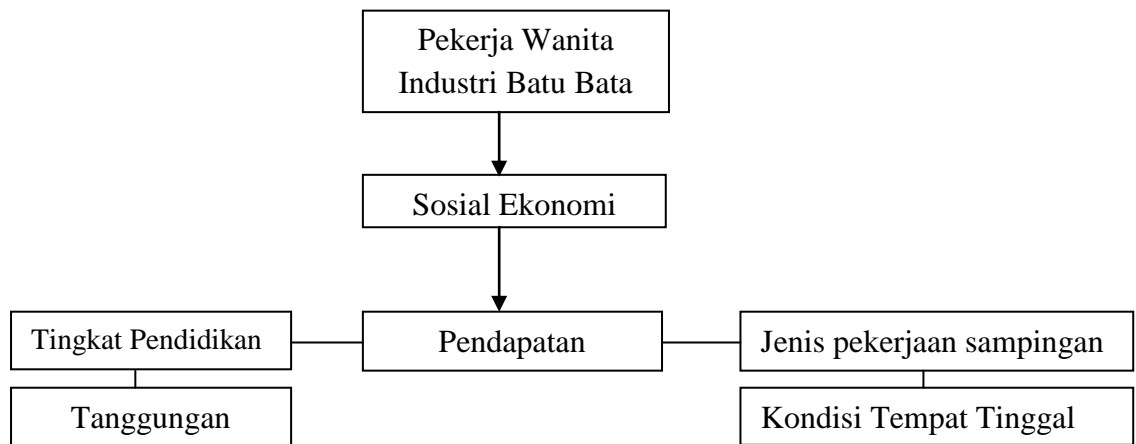 Pekerja Wanita
Industri Batu Bata
Sosial Ekonomi
Tingkat Pendidikan
Pendapatan
Jenis pekerjaan sampingan
Tanggungan
Kondisi Tempat Tinggal